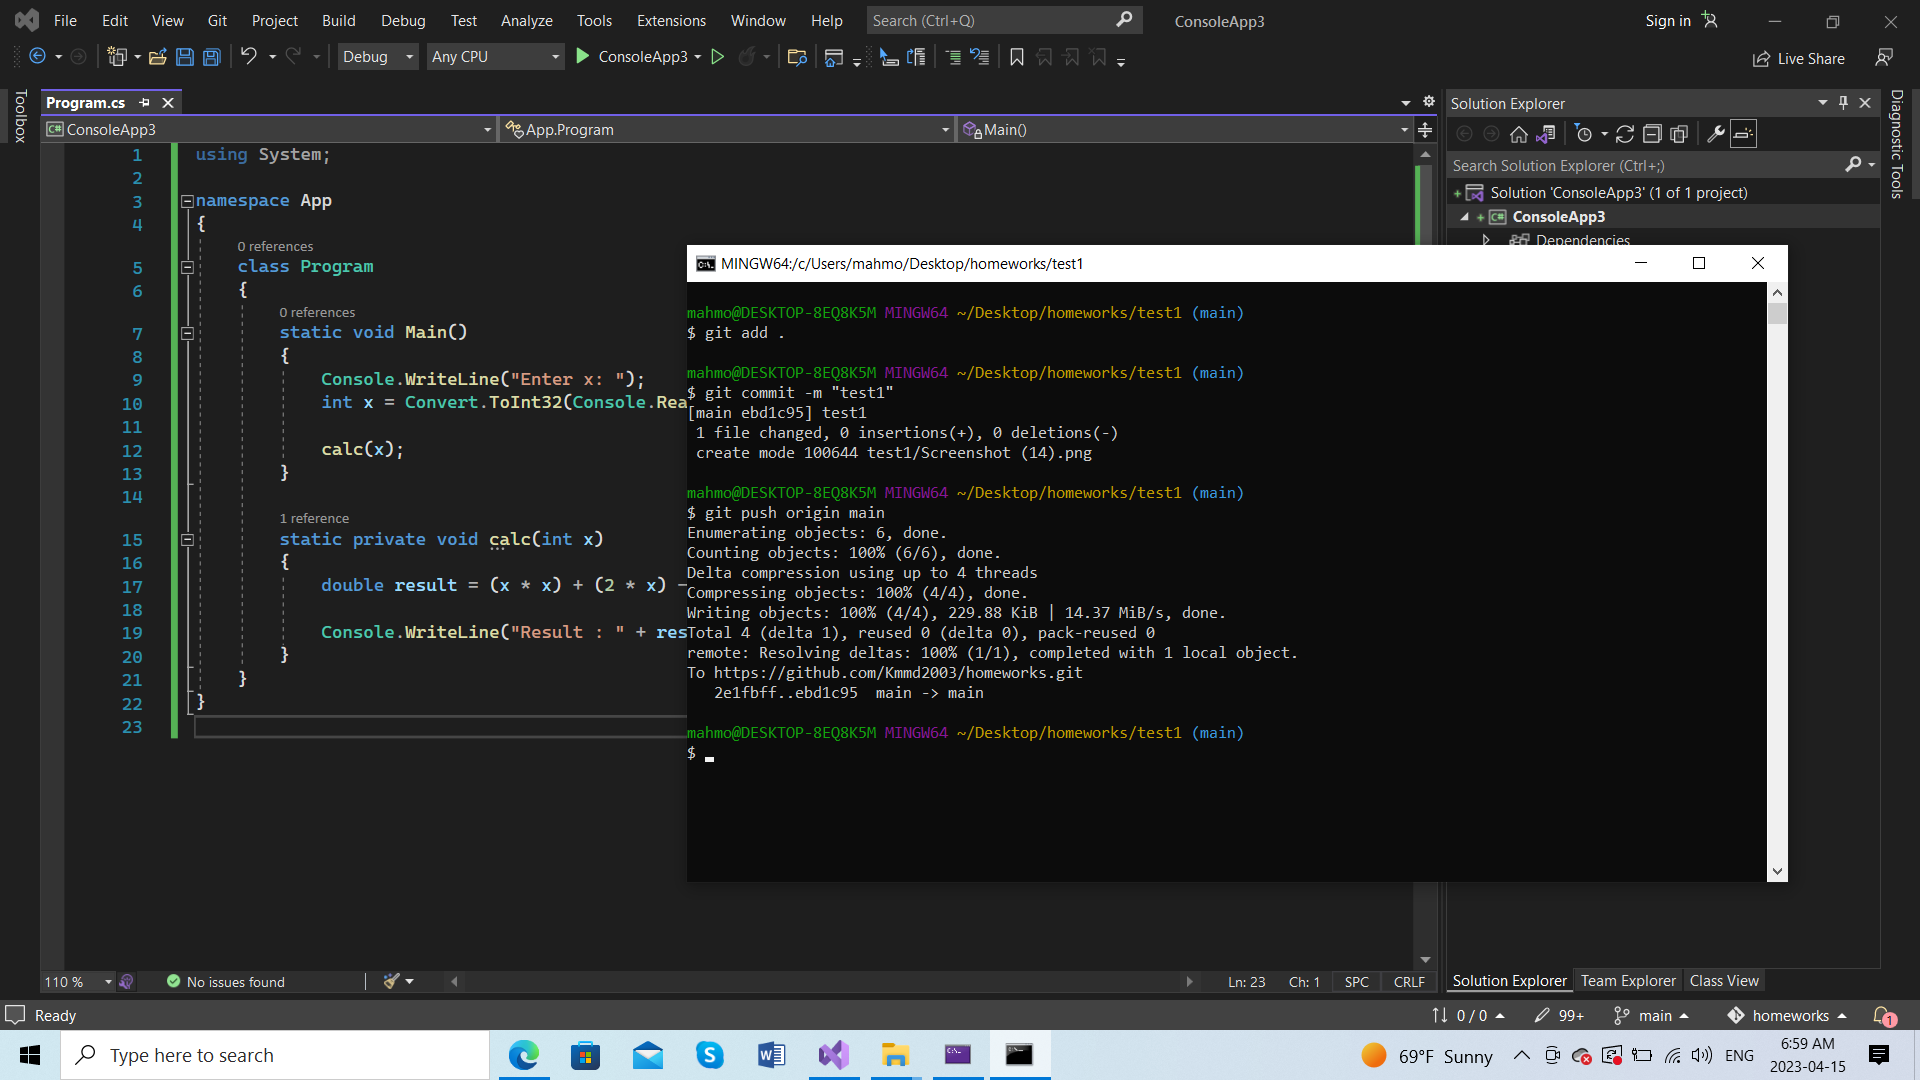 File Edit View Git Project Build Debug Test Analyze Tools Extensions Window Help Search (Ctrl+Q) ConsoleApp3 Sign in
Debug Any CPU ConsoleApp3 Live Share
Toolbox
Program.cs
ConsoleApp3 App.Program Main()
1 using System;
2
3 namespace App
4 {
0 references
5 class Program
6 {
0 references
7 static void Main()
8 {
9 Console.WriteLine("Enter x: ");
10 int x = Convert.ToInt32(Console.Rea
11
12 calc(x);
13 }
14
1 reference
15 static private void calc(int x)
16 {
17 double result = (x * x) + (2 * x) -
18
19 Console.WriteLine("Result : " + res
20 }
21 }
22 }
23
110 % No issues found Ln: 23 Ch: 1 SPC CRLF
Solution Explorer
Search Solution Explorer (Ctrl+;)
Solution 'ConsoleApp3' (1 of 1 project)
ConsoleApp3
Dependencies
Diagnostic Tools
MINGW64:/c/Users/mahmo/Desktop/homeworks/test1
mahmo@DESKTOP-8EQ8K5M MINGW64 ~/Desktop/homeworks/test1 (main)
$ git add .
mahmo@DESKTOP-8EQ8K5M MINGW64 ~/Desktop/homeworks/test1 (main)
$ git commit -m "test1"
[main ebd1c95] test1
1 file changed, 0 insertions(+), 0 deletions(-)
create mode 100644 test1/Screenshot (14).png
mahmo@DESKTOP-8EQ8K5M MINGW64 ~/Desktop/homeworks/test1 (main)
$ git push origin main
Enumerating objects: 6, done.
Counting objects: 100% (6/6), done.
Delta compression using up to 4 threads
Compressing objects: 100% (4/4), done.
Writing objects: 100% (4/4), 229.88 KiB | 14.37 MiB/s, done.
Total 4 (delta 1), reused 0 (delta 0), pack-reused 0
remote: Resolving deltas: 100% (1/1), completed with 1 local object.
To https://github.com/Kmmd2003/homeworks.git
2e1fbff..ebd1c95 main -> main
mahmo@DESKTOP-8EQ8K5M MINGW64 ~/Desktop/homeworks/test1 (main)
$
Solution Explorer Team Explorer Class View
Ready 0 / 0 99+ main homeworks 1
Type here to search 69°F Sunny ENG 6:59 AM
2023-04-15